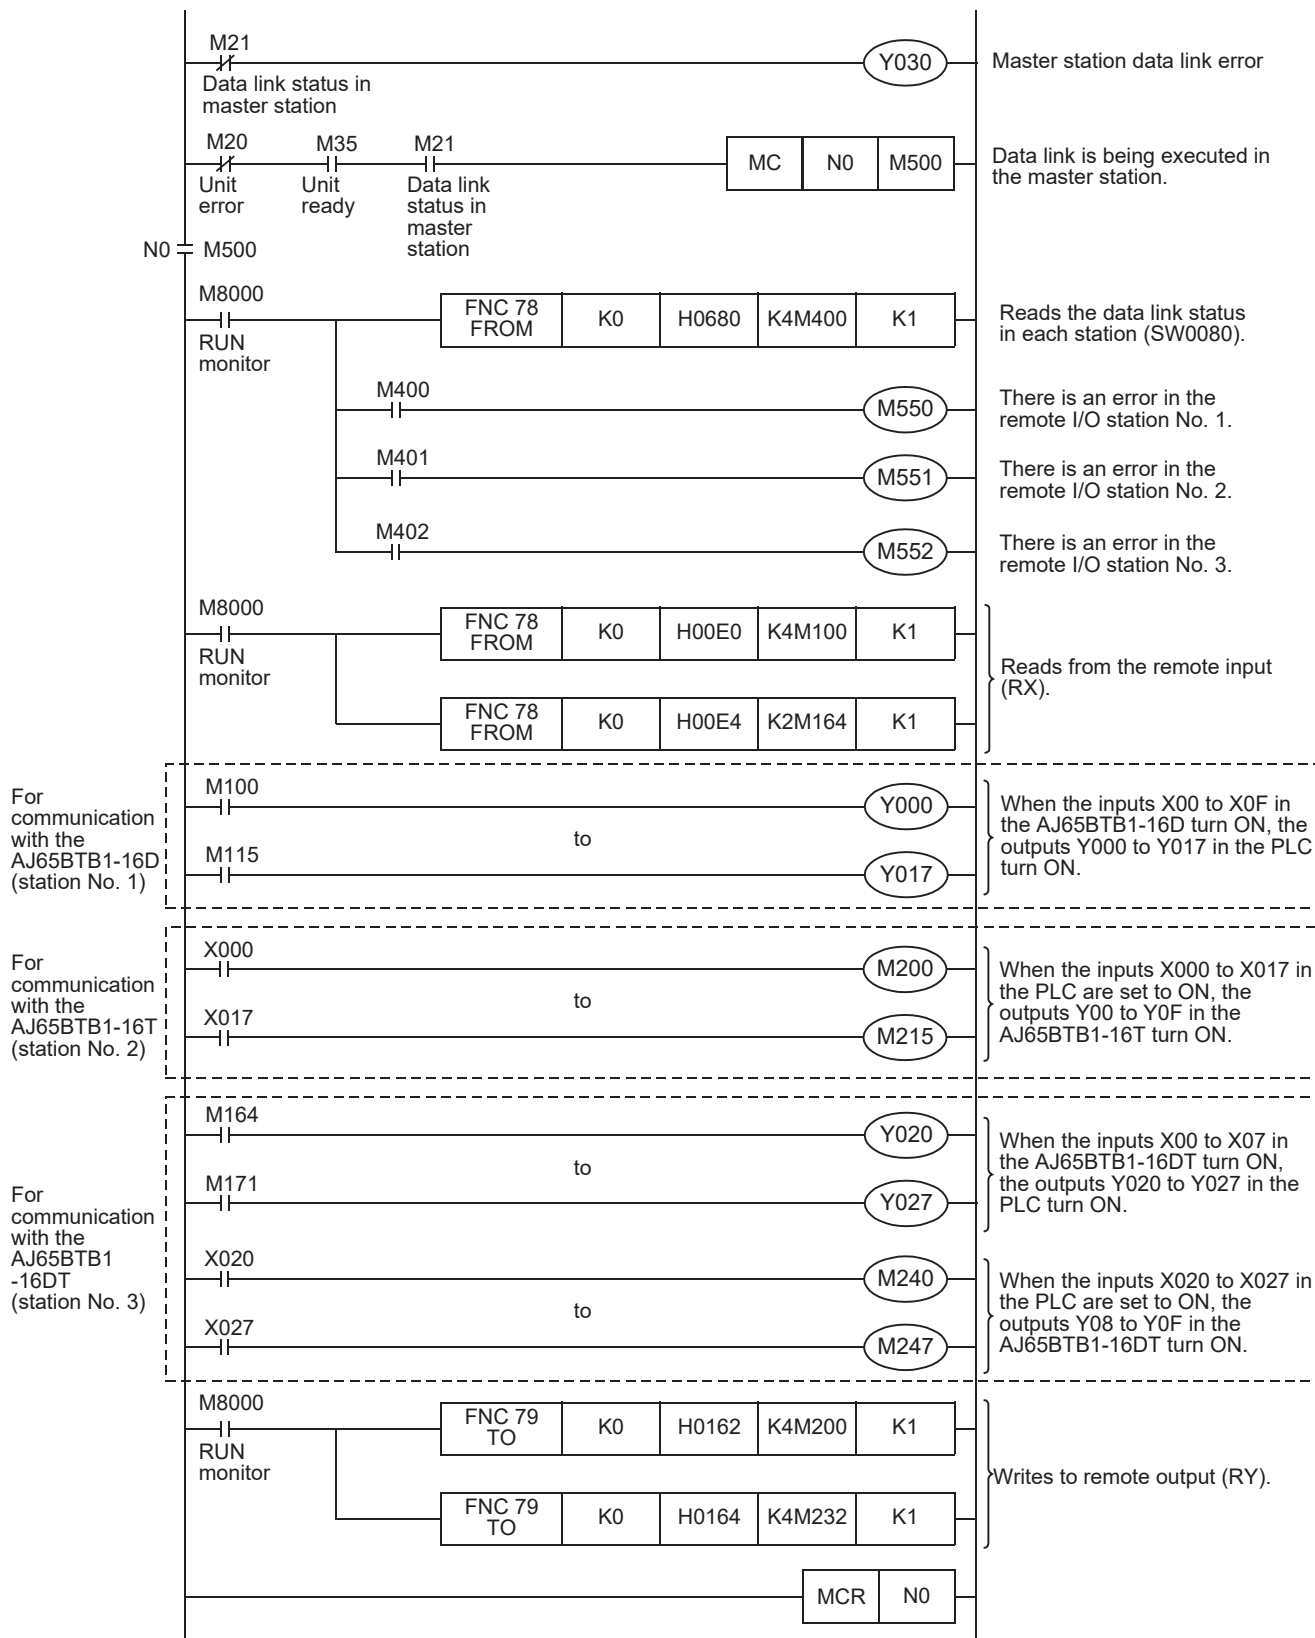 M21
Y030
Master station data link error
Data link status in
master station
M20
M35
M21
MC
N0
M500
Data link is being executed in
the master station.
Unit
error
Unit
ready
Data link
status in
master
station
N0
M500
M8000
RUN
monitor
FNC 78
FROM
K0
H0680
K4M400
K1
Reads the data link status
in each station (SW0080).
M400
M550
There is an error in the
remote I/O station No. 1.
M401
M551
There is an error in the
remote I/O station No. 2.
M402
M552
There is an error in the
remote I/O station No. 3.
M8000
RUN
monitor
FNC 78
FROM
K0
H00E0
K4M100
K1
FNC 78
FROM
K0
H00E4
K2M164
K1
Reads from the remote input
(RX).
For
communication
with the
AJ65BTB1-16D
(station No. 1)
M100
Y000
to
M115
Y017
When the inputs X00 to X0F in
the AJ65BTB1-16D turn ON, the
outputs Y000 to Y017 in the PLC
turn ON.
For
communication
with the
AJ65BTB1-16T
(station No. 2)
X000
M200
to
X017
M215
When the inputs X000 to X017 in
the PLC are set to ON, the
outputs Y00 to Y0F in the
AJ65BTB1-16T turn ON.
For
communication
with the
AJ65BTB1
-16DT
(station No. 3)
M164
Y020
to
M171
Y027
When the inputs X00 to X07 in
the AJ65BTB1-16DT turn ON,
the outputs Y020 to Y027 in the
PLC turn ON.
X020
M240
to
X027
M247
When the inputs X020 to X027 in
the PLC are set to ON, the
outputs Y08 to Y0F in the
AJ65BTB1-16DT turn ON.
M8000
RUN
monitor
FNC 79
TO
K0
H0162
K4M200
K1
FNC 79
TO
K0
H0164
K4M232
K1
Writes to remote output (RY).
MCR
N0